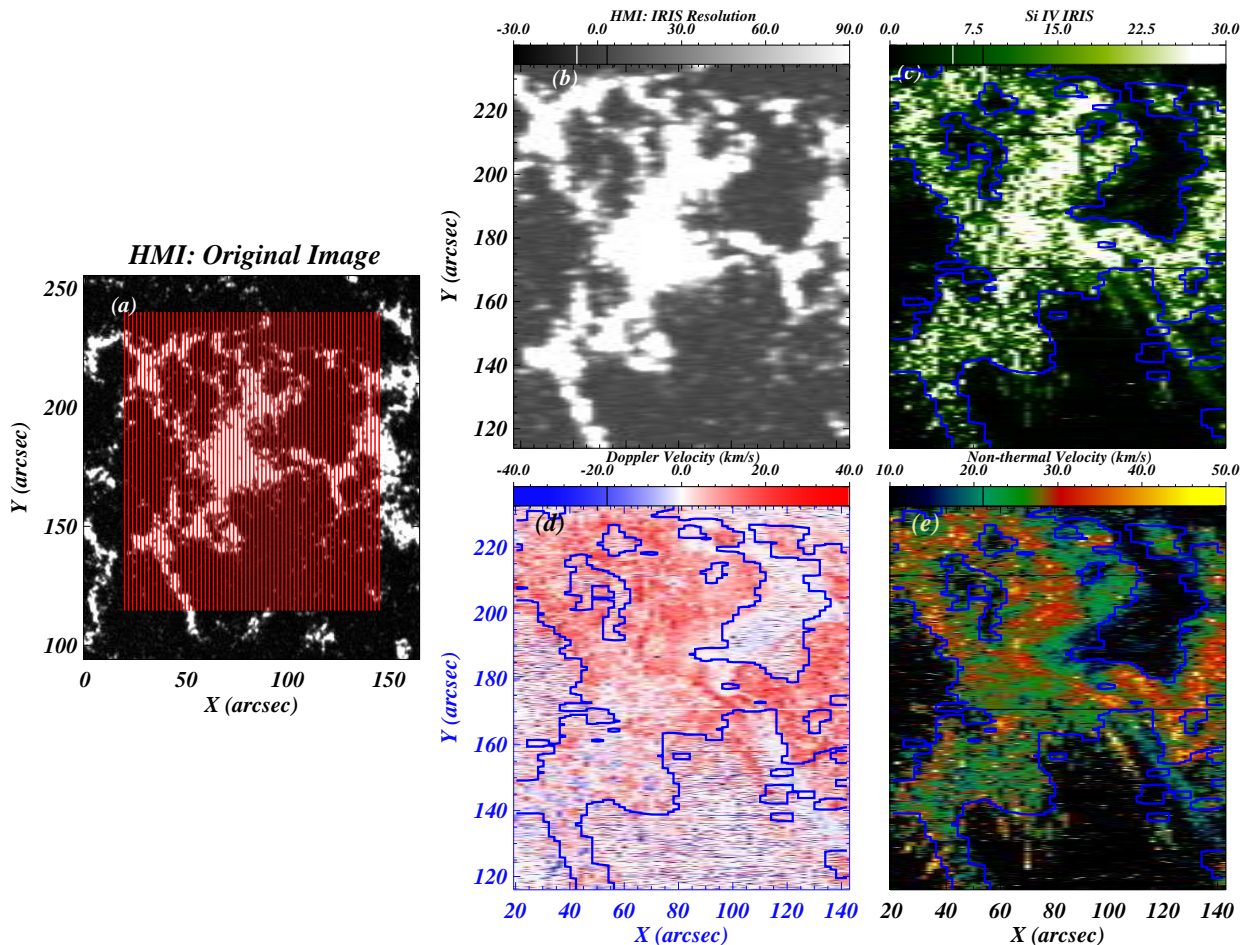 HMI: IRIS Resolution
-30.0 0.0 30.0 60.0 90.0
Si IV IRIS
0.0 7.5 15.0 22.5 30.0
HMI: Original Image
(a)
250
200
150
100
Y (arcsec)
0 50 100 150
X (arcsec)
(b)
220
200
180
160
140
120
Y (arcsec)
(c)
Doppler Velocity (km/s)
-40.0 -20.0 0.0 20.0 40.0
Non-thermal Velocity (km/s)
10.0 20.0 30.0 40.0 50.0
(d)
220
200
180
160
140
120
Y (arcsec)
20 40 60 80 100 120 140
X (arcsec)
(e)
20 40 60 80 100 120 140
X (arcsec)